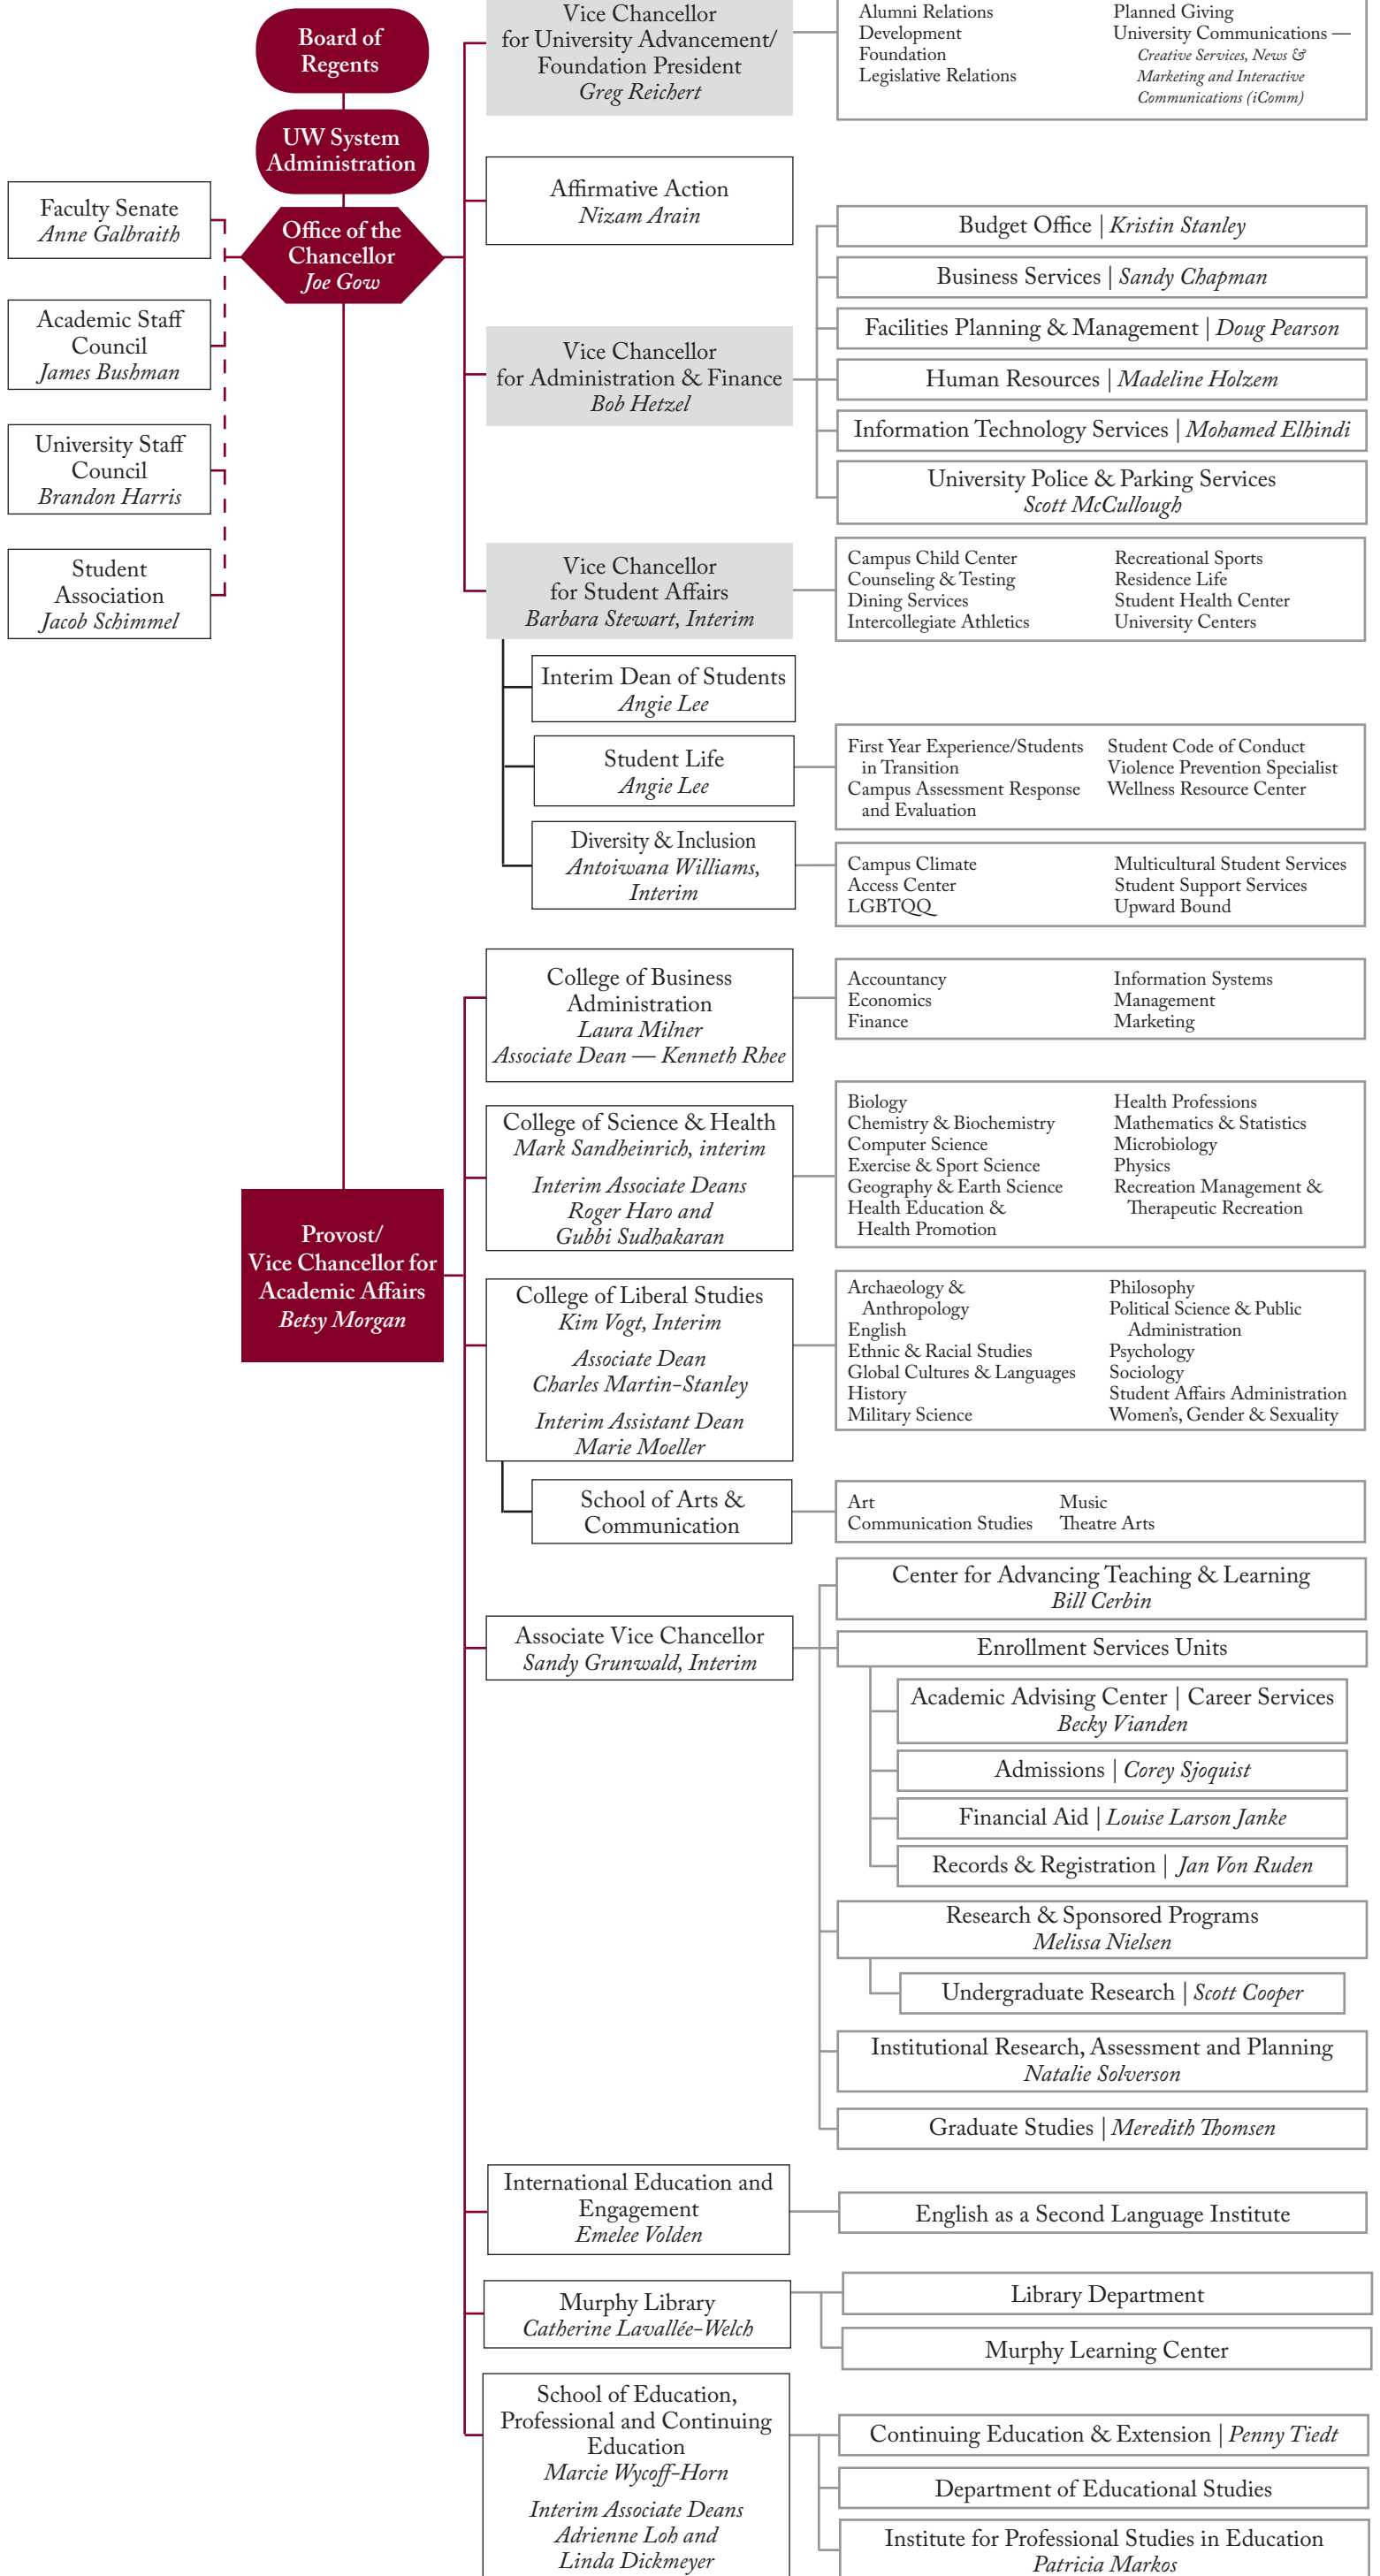 Board of
Regents
UW System
Administration
Office of the
Chancellor
Joe Gow
Faculty Senate
Anne Galbraith
Academic Staff
Council
James Bushman
University Staff
Council
Brandon Harris
Student
Association
Jacob Schimmel
Vice Chancellor
for University Advancement/
Foundation President
Greg Reichert
Alumni Relations
Development
Foundation
Legislative Relations
Planned Giving
University Communications —
Creative Services, News &
Marketing and Interactive
Communications (iComm)
Affirmative Action
Nizam Arain
Vice Chancellor
for Administration & Finance
Bob Hetzel
Budget Office | Kristin Stanley
Business Services | Sandy Chapman
Facilities Planning & Management | Doug Pearson
Human Resources | Madeline Holzem
Information Technology Services | Mohamed Elhindi
University Police & Parking Services
Scott McCullough
Vice Chancellor
for Student Affairs
Barbara Stewart, Interim
Campus Child Center
Counseling & Testing
Dining Services
Intercollegiate Athletics
Recreational Sports
Residence Life
Student Health Center
University Centers
Interim Dean of Students
Angie Lee
Student Life
Angie Lee
First Year Experience/Students
in Transition
Campus Assessment Response
and Evaluation
Student Code of Conduct
Violence Prevention Specialist
Wellness Resource Center
Diversity & Inclusion
Antoiwana Williams,
Interim
Campus Climate
Access Center
LGBTQQ
Multicultural Student Services
Student Support Services
Upward Bound
Provost/
Vice Chancellor for
Academic Affairs
Betsy Morgan
College of Business
Administration
Laura Milner
Associate Dean — Kenneth Rhee
Accountancy
Economics
Finance
Information Systems
Management
Marketing
College of Science & Health
Mark Sandheinrich, interim
Interim Associate Deans
Roger Haro and
Gubbi Sudhakaran
Biology
Chemistry & Biochemistry
Computer Science
Exercise & Sport Science
Geography & Earth Science
Health Education &
Health Promotion
Health Professions
Mathematics & Statistics
Microbiology
Physics
Recreation Management &
Therapeutic Recreation
College of Liberal Studies
Kim Vogt, Interim
Associate Dean
Charles Martin-Stanley
Interim Assistant Dean
Marie Moeller
Archaeology &
Anthropology
English
Ethnic & Racial Studies
Global Cultures & Languages
History
Military Science
Philosophy
Political Science & Public
Administration
Psychology
Sociology
Student Affairs Administration
Women's, Gender & Sexuality
School of Arts &
Communication
Art
Communication Studies
Music
Theatre Arts
Associate Vice Chancellor
Sandy Grunwald, Interim
Center for Advancing Teaching & Learning
Bill Cerbin
Enrollment Services Units
Academic Advising Center | Career Services
Becky Vianden
Admissions | Corey Sjoquist
Financial Aid | Louise Larson Janke
Records & Registration | Jan Von Ruden
Research & Sponsored Programs
Melissa Nielsen
Undergraduate Research | Scott Cooper
Institutional Research, Assessment and Planning
Natalie Solverson
Graduate Studies | Meredith Thomsen
International Education and
Engagement
Emelee Volden
English as a Second Language Institute
Murphy Library
Catherine Lavallée-Welch
Library Department
Murphy Learning Center
School of Education,
Professional and Continuing
Education
Marcie Wycoff-Horn
Interim Associate Deans
Adrienne Loh and
Linda Dickmeyer
Continuing Education & Extension | Penny Tiedt
Department of Educational Studies
Institute for Professional Studies in Education
Patricia Markos